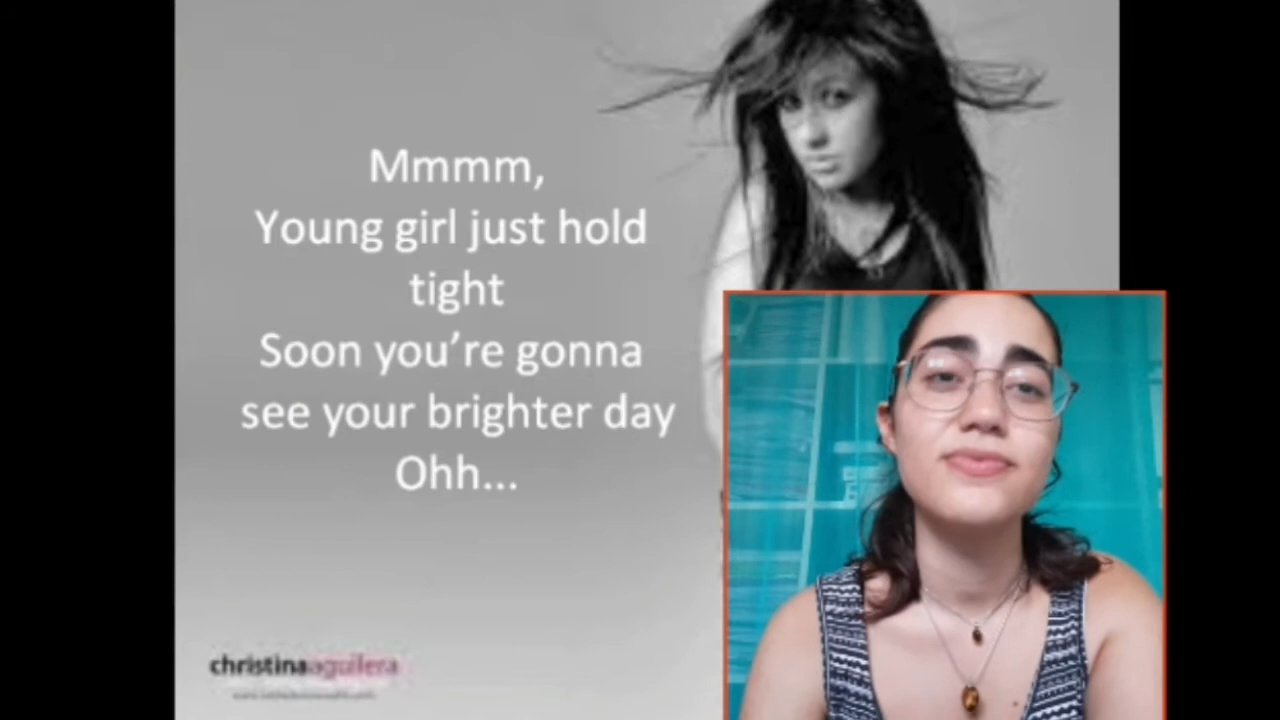 Mmmm,
Young girl just hold
tight
Soon you’re gonna
see your brighter day
Ohh...
christinaaguilera